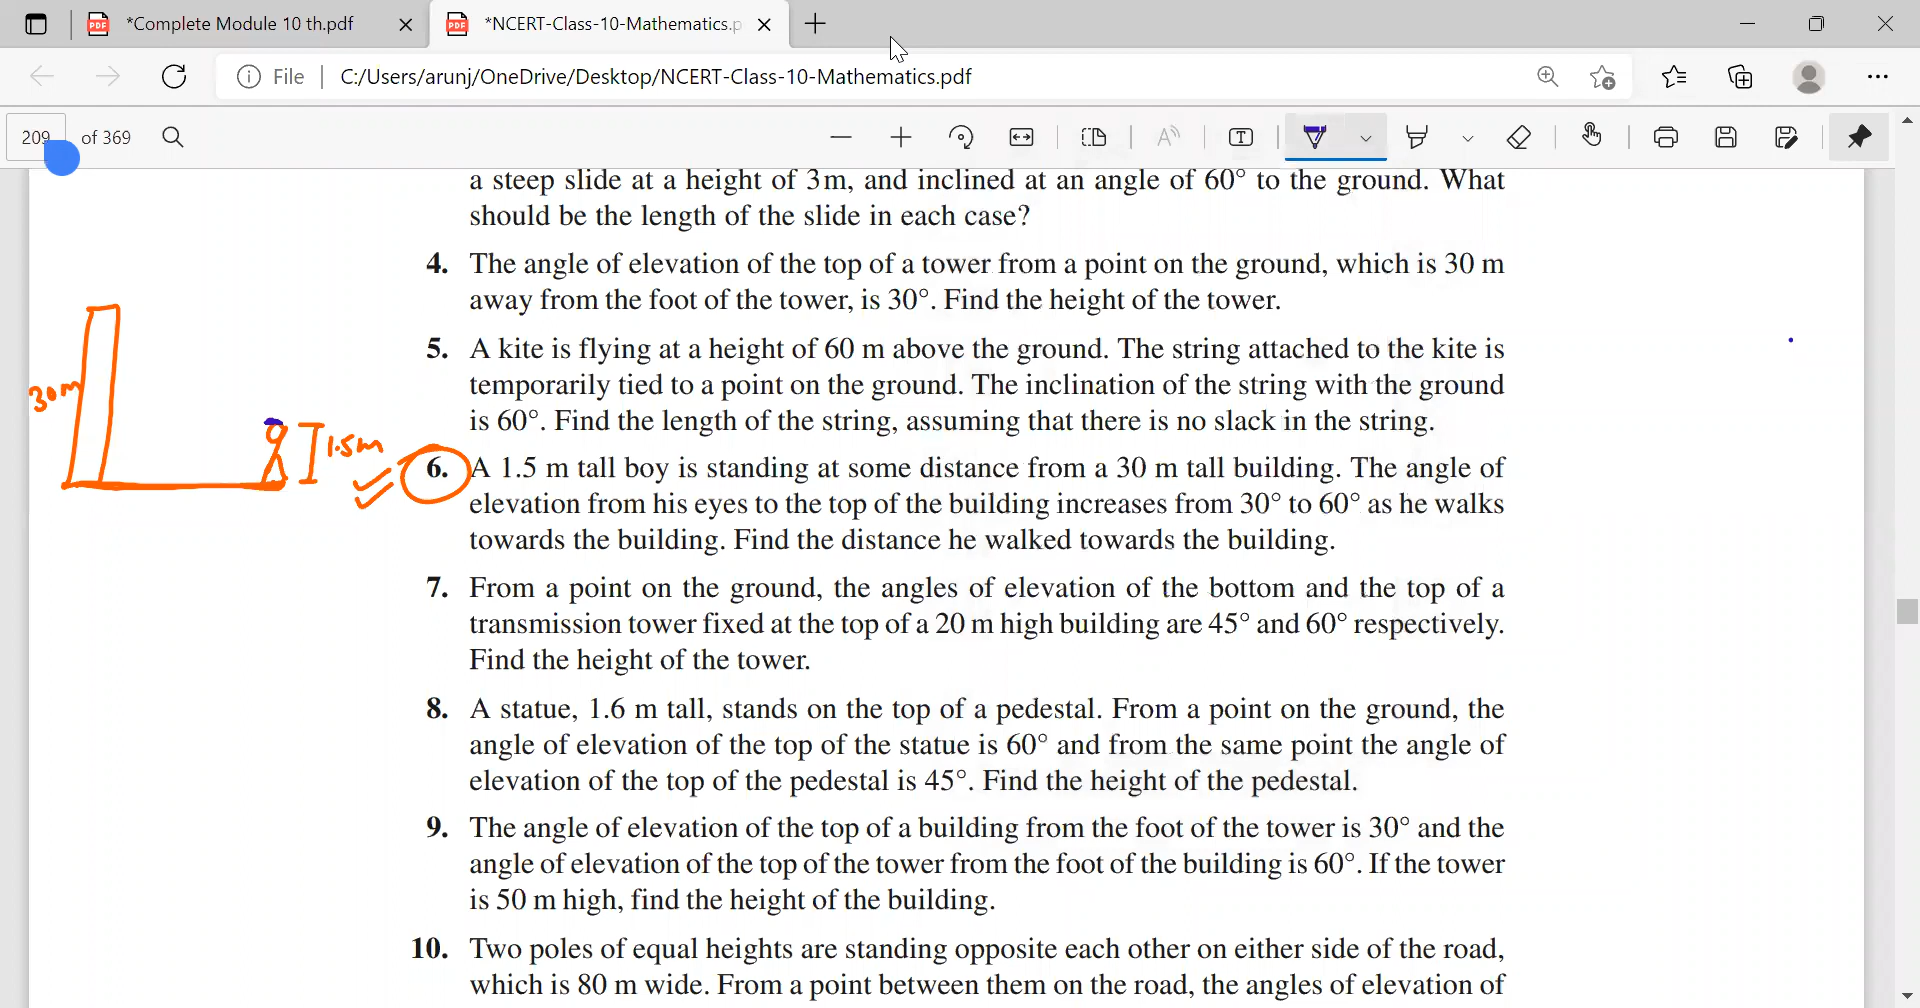 *Complete Module 10 th.pdf
*NCERT-Class-10-Mathematics.p
File
C:/Users/arunj/OneDrive/Desktop/NCERT-Class-10-Mathematics.pdf
209 of 369
a steep slide at a height of 3m, and inclined at an angle of 60° to the ground. What
should be the length of the slide in each case?
4. The angle of elevation of the top of a tower from a point on the ground, which is 30 m
away from the foot of the tower, is 30°. Find the height of the tower.
5. A kite is flying at a height of 60 m above the ground. The string attached to the kite is
temporarily tied to a point on the ground. The inclination of the string with the ground
is 60°. Find the length of the string, assuming that there is no slack in the string.
30m
1.5m
6. A 1.5 m tall boy is standing at some distance from a 30 m tall building. The angle of
elevation from his eyes to the top of the building increases from 30° to 60° as he walks
towards the building. Find the distance he walked towards the building.
7. From a point on the ground, the angles of elevation of the bottom and the top of a
transmission tower fixed at the top of a 20 m high building are 45° and 60° respectively.
Find the height of the tower.
8. A statue, 1.6 m tall, stands on the top of a pedestal. From a point on the ground, the
angle of elevation of the top of the statue is 60° and from the same point the angle of
elevation of the top of the pedestal is 45°. Find the height of the pedestal.
9. The angle of elevation of the top of a building from the foot of the tower is 30° and the
angle of elevation of the top of the tower from the foot of the building is 60°. If the tower
is 50 m high, find the height of the building.
10. Two poles of equal heights are standing opposite each other on either side of the road,
which is 80 m wide. From a point between them on the road, the angles of elevation of